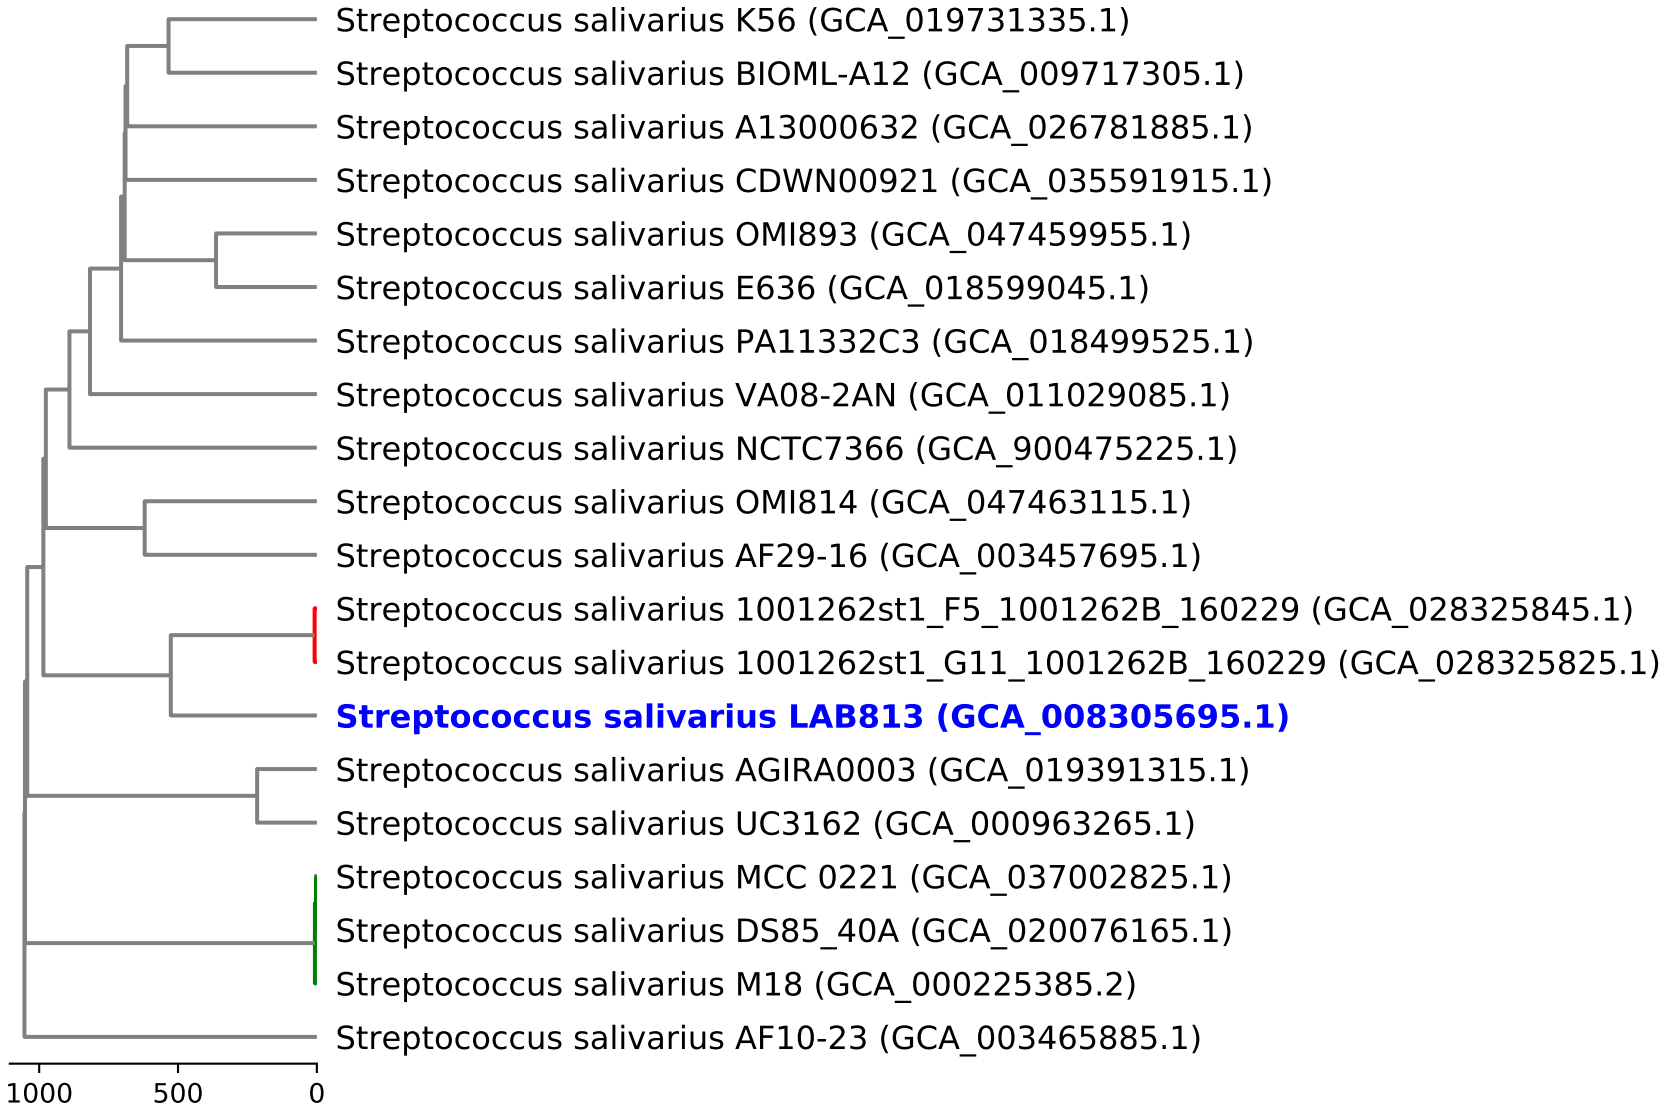 Streptococcus salivarius K56 (GCA_019731335.1)
Streptococcus salivarius BIOML-A12 (GCA_009717305.1)
Streptococcus salivarius A13000632 (GCA_026781885.1)
Streptococcus salivarius CDWN00921 (GCA_035591915.1)
Streptococcus salivarius OMI893 (GCA_047459955.1)
Streptococcus salivarius E636 (GCA_018599045.1)
Streptococcus salivarius PA11332C3 (GCA_018499525.1)
Streptococcus salivarius VA08-2AN (GCA_011029085.1)
Streptococcus salivarius NCTC7366 (GCA_900475225.1)
Streptococcus salivarius OMI814 (GCA_047463115.1)
Streptococcus salivarius AF29-16 (GCA_003457695.1)
Streptococcus salivarius 1001262st1_F5_1001262B_160229 (GCA_028325845.1)
Streptococcus salivarius 1001262st1_G11_1001262B_160229 (GCA_028325825.1)
Streptococcus salivarius LAB813 (GCA_008305695.1)
Streptococcus salivarius AGIRA0003 (GCA_019391315.1)
Streptococcus salivarius UC3162 (GCA_000963265.1)
Streptococcus salivarius MCC 0221 (GCA_037002825.1)
Streptococcus salivarius DS85_40A (GCA_020076165.1)
Streptococcus salivarius M18 (GCA_000225385.2)
Streptococcus salivarius AF10-23 (GCA_003465885.1)
1000 500 0